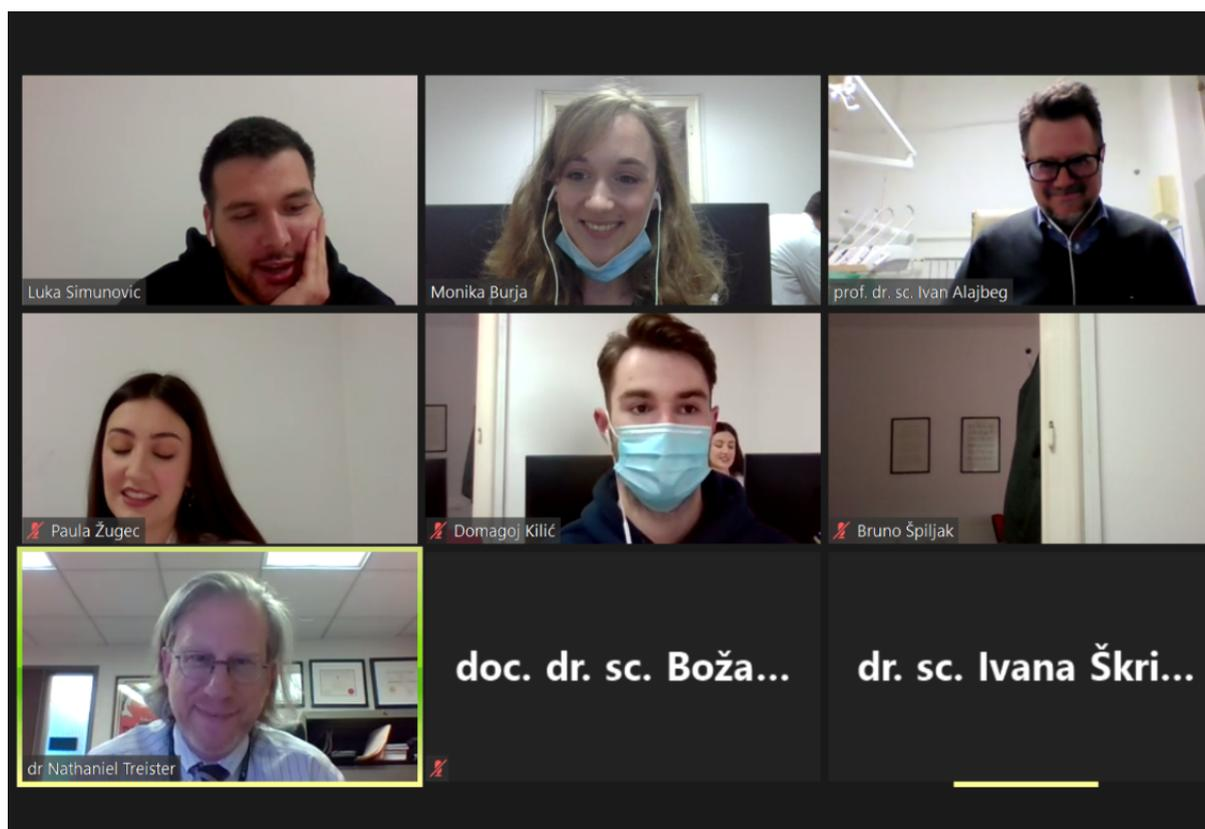 Luka Simunovic
Monika Burja
prof. dr. sc. Ivan Alajbeg
Paula Žugec
Domagoj Kilić
Bruno Špiljak
dr Nathaniel Treister
doc. dr. sc. Boža...
dr. sc. Ivana Škri...